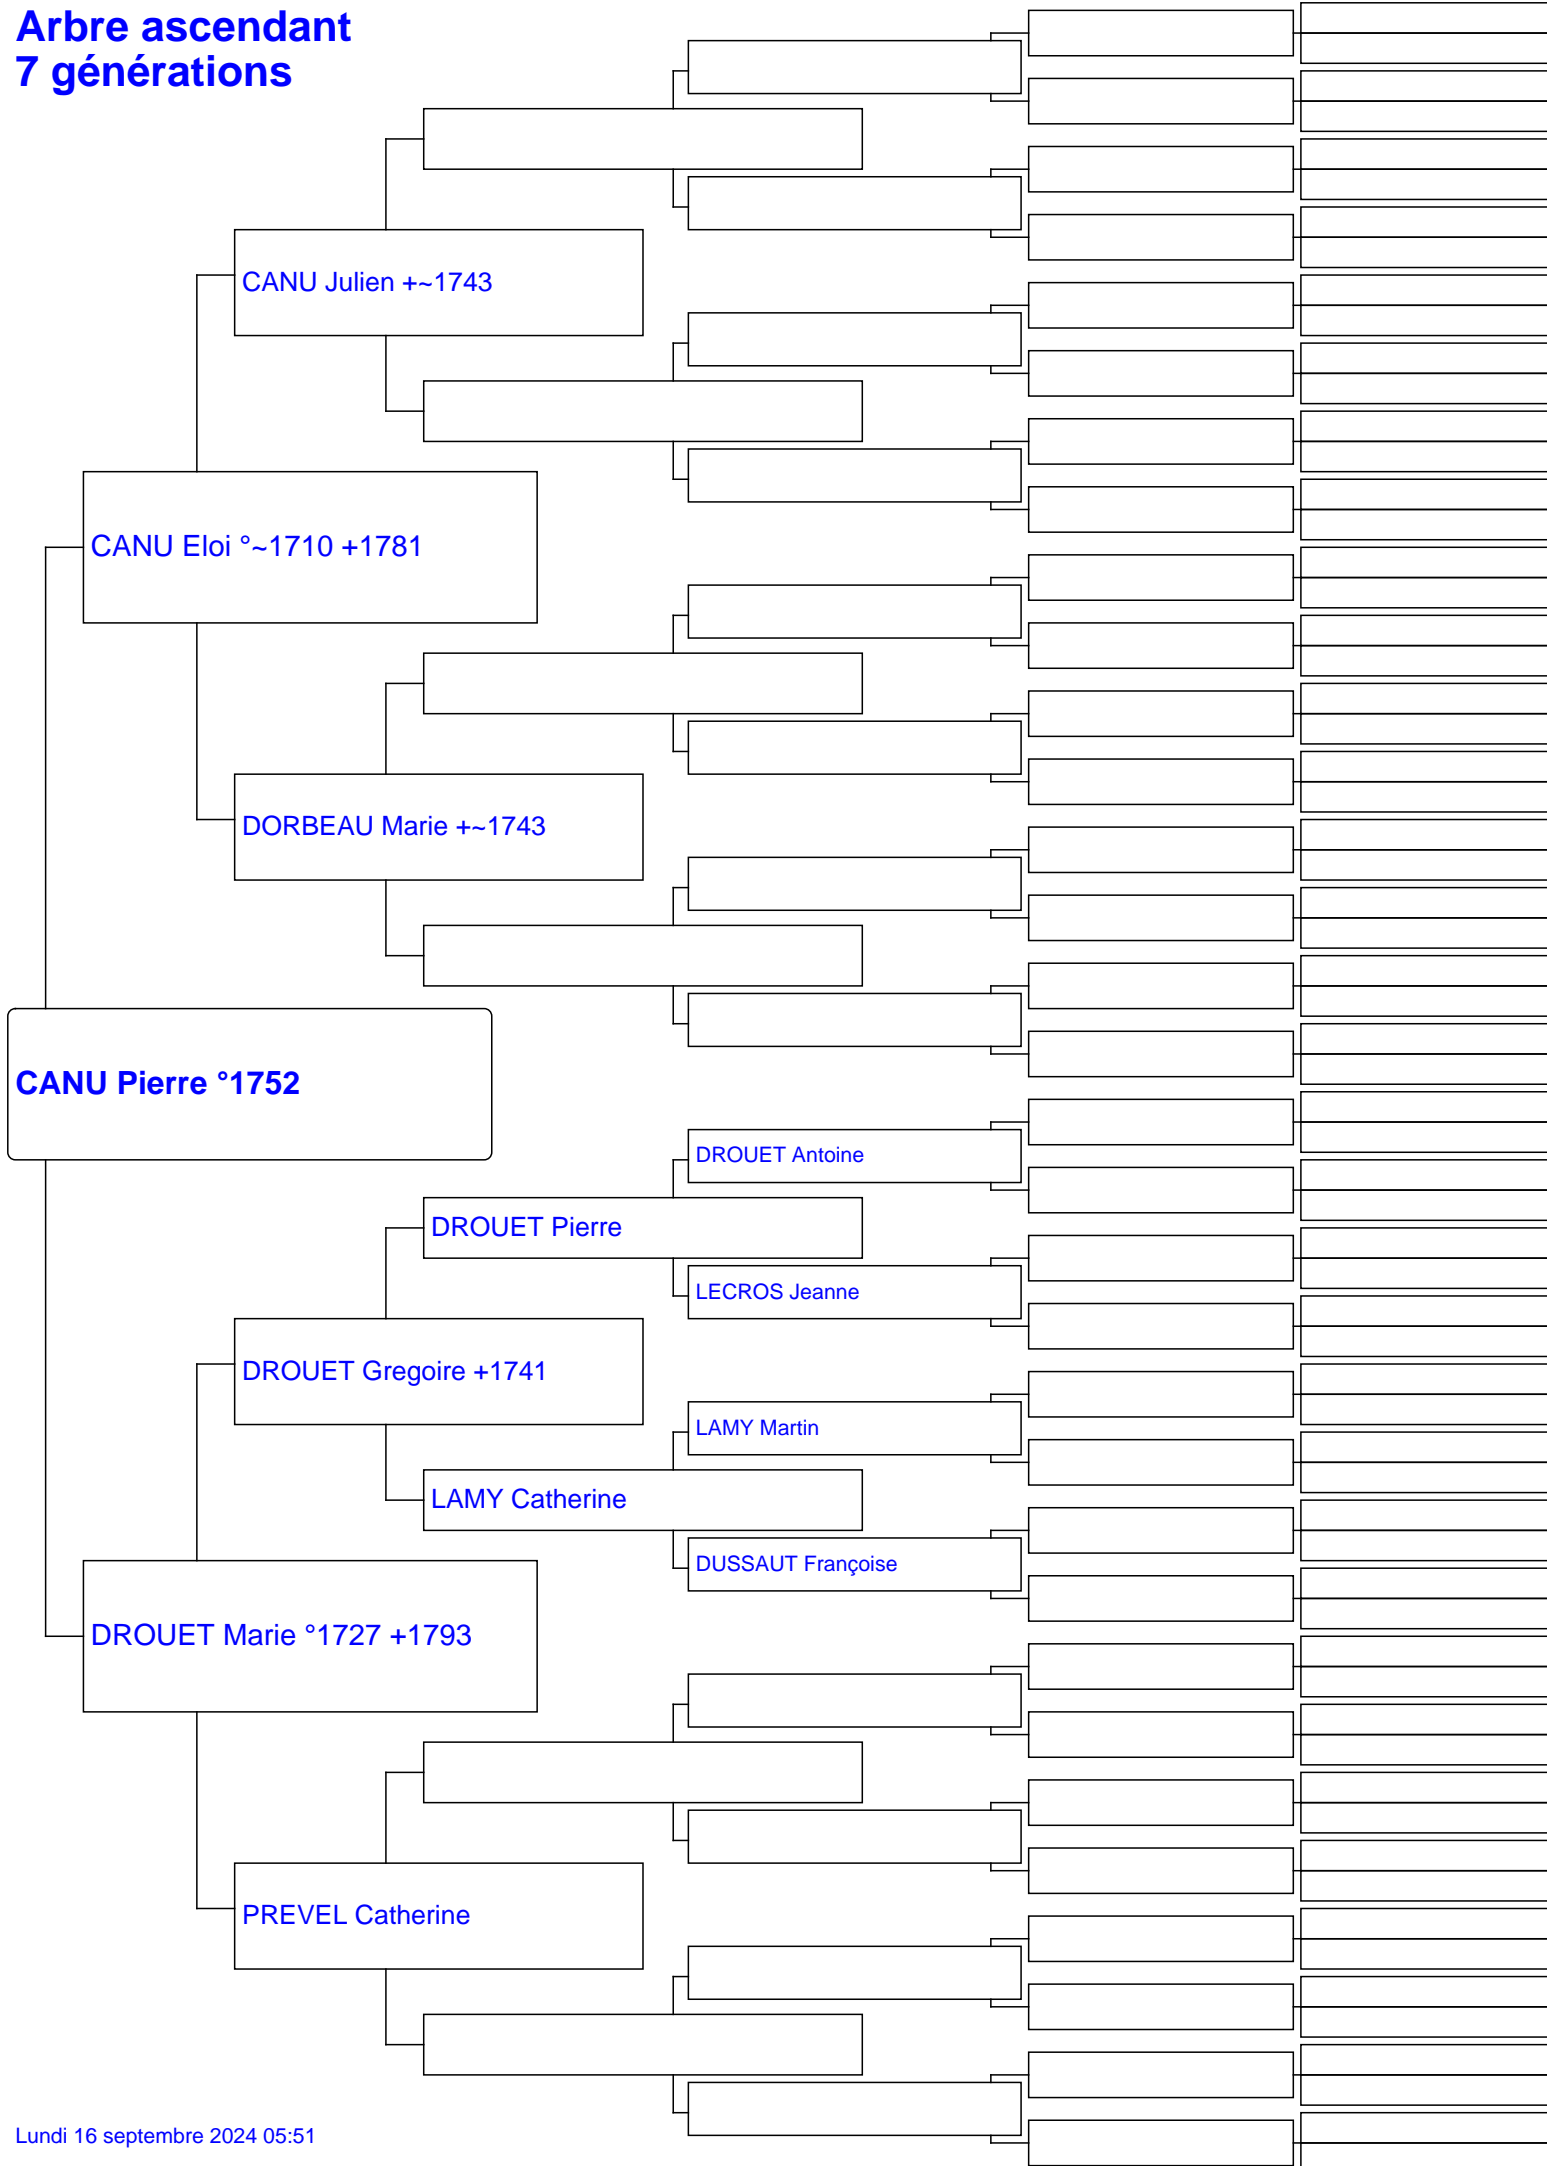 Arbre ascendant
7 générations
CANU Julien +~1743
CANU Eloi °~1710 +1781
DORBEAU Marie +~1743
CANU Pierre °1752
DROUET Antoine
DROUET Pierre
LECROS Jeanne
DROUET Gregoire +1741
LAMY Martin
LAMY Catherine
DUSSAUT Françoise
DROUET Marie °1727 +1793
PREVEL Catherine
Lundi 16 septembre 2024 05:51